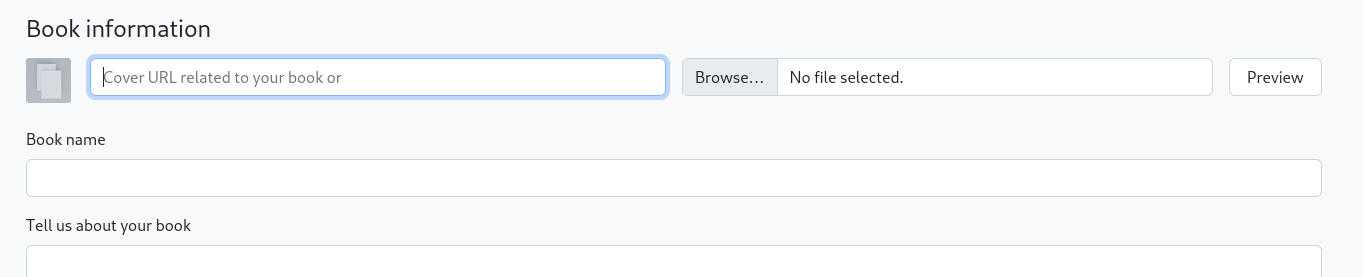 Book information
Cover URL related to your book or Browse... No file selected. Preview
Book name
Tell us about your book